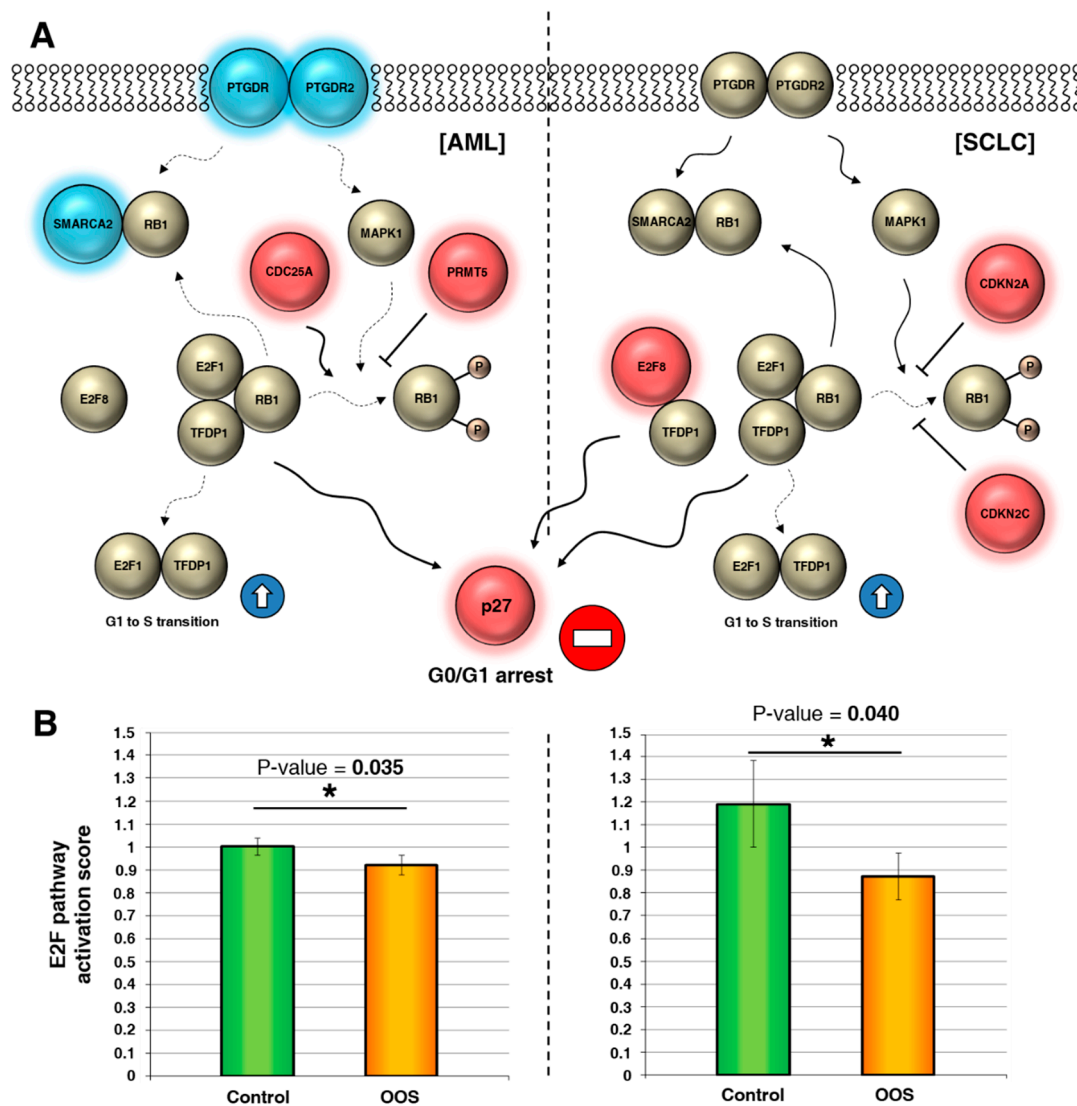 A
PTGDR
PTGDR2
[AML]
SMARCA2
RB1
MAPK1
CDC25A
PRMT5
E2F8
E2F1
TFDP1
RB1
RB1
P
P
E2F1
TFDP1
G1 to S transition
PTGDR
PTGDR2
[SCLC]
SMARCA2
RB1
MAPK1
CDKN2A
E2F8
TFDP1
E2F1
TFDP1
RB1
RB1
P
P
CDKN2C
E2F1
TFDP1
G1 to S transition
p27
G0/G1 arrest
B
E2F pathway
activation score
1.5
1.4
1.3
1.2
1.1
1
0.9
0.8
0.7
0.6
0.5
0.4
0.3
0.2
0.1
0
P-value = 0.035
*
Control
OOS
1.5
1.4
1.3
1.2
1.1
1
0.9
0.8
0.7
0.6
0.5
0.4
0.3
0.2
0.1
0
P-value = 0.040
*
Control
OOS